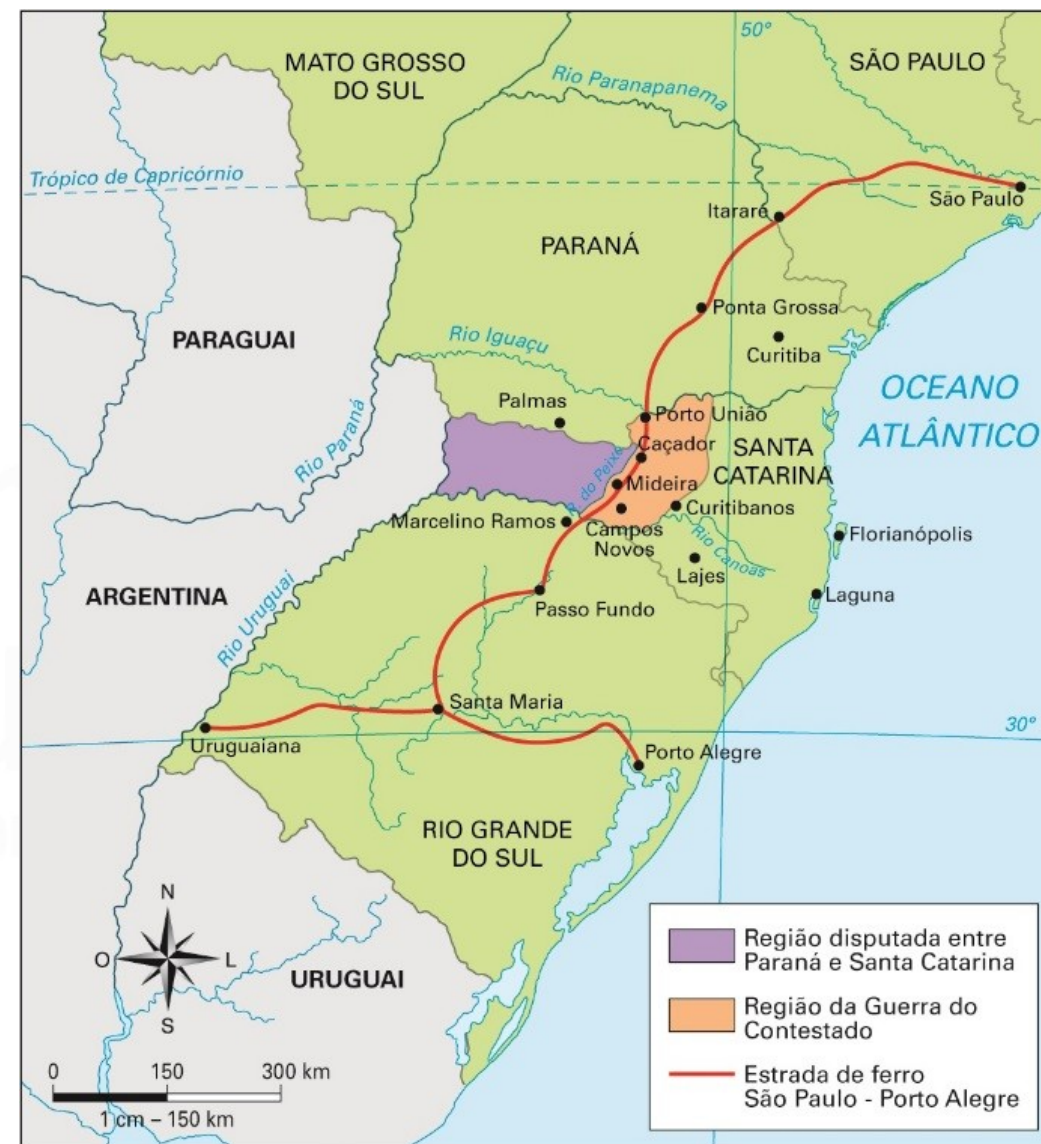 50°
MATO GROSSO
DO SUL
SÃO PAULO
Rio Paranapanema
Trópico de Capricórnio
São Paulo
Itararé
PARANÁ
Ponta Grossa
PARAGUAI
Curitiba
Rio Iguaçu
OCEANO
ATLÂNTICO
Palmas
Porto União
Rio Paraná
Caçador
SANTA
CATARINA
R. do Peixe
Mideira
Marcelino Ramos
Campos
Novos
Curitibanos
Florianópolis
Rio Canoas
Lajes
ARGENTINA
Passo Fundo
Laguna
Rio Uruguai
Santa Maria
30°
Uruguaiana
Porto Alegre
RIO GRANDE
DO SUL
N
O
L
S
URUGUAI
0 150 300 km
1 cm – 150 km
Região disputada entre
Paraná e Santa Catarina
Região da Guerra do
Contestado
Estrada de ferro
São Paulo - Porto Alegre